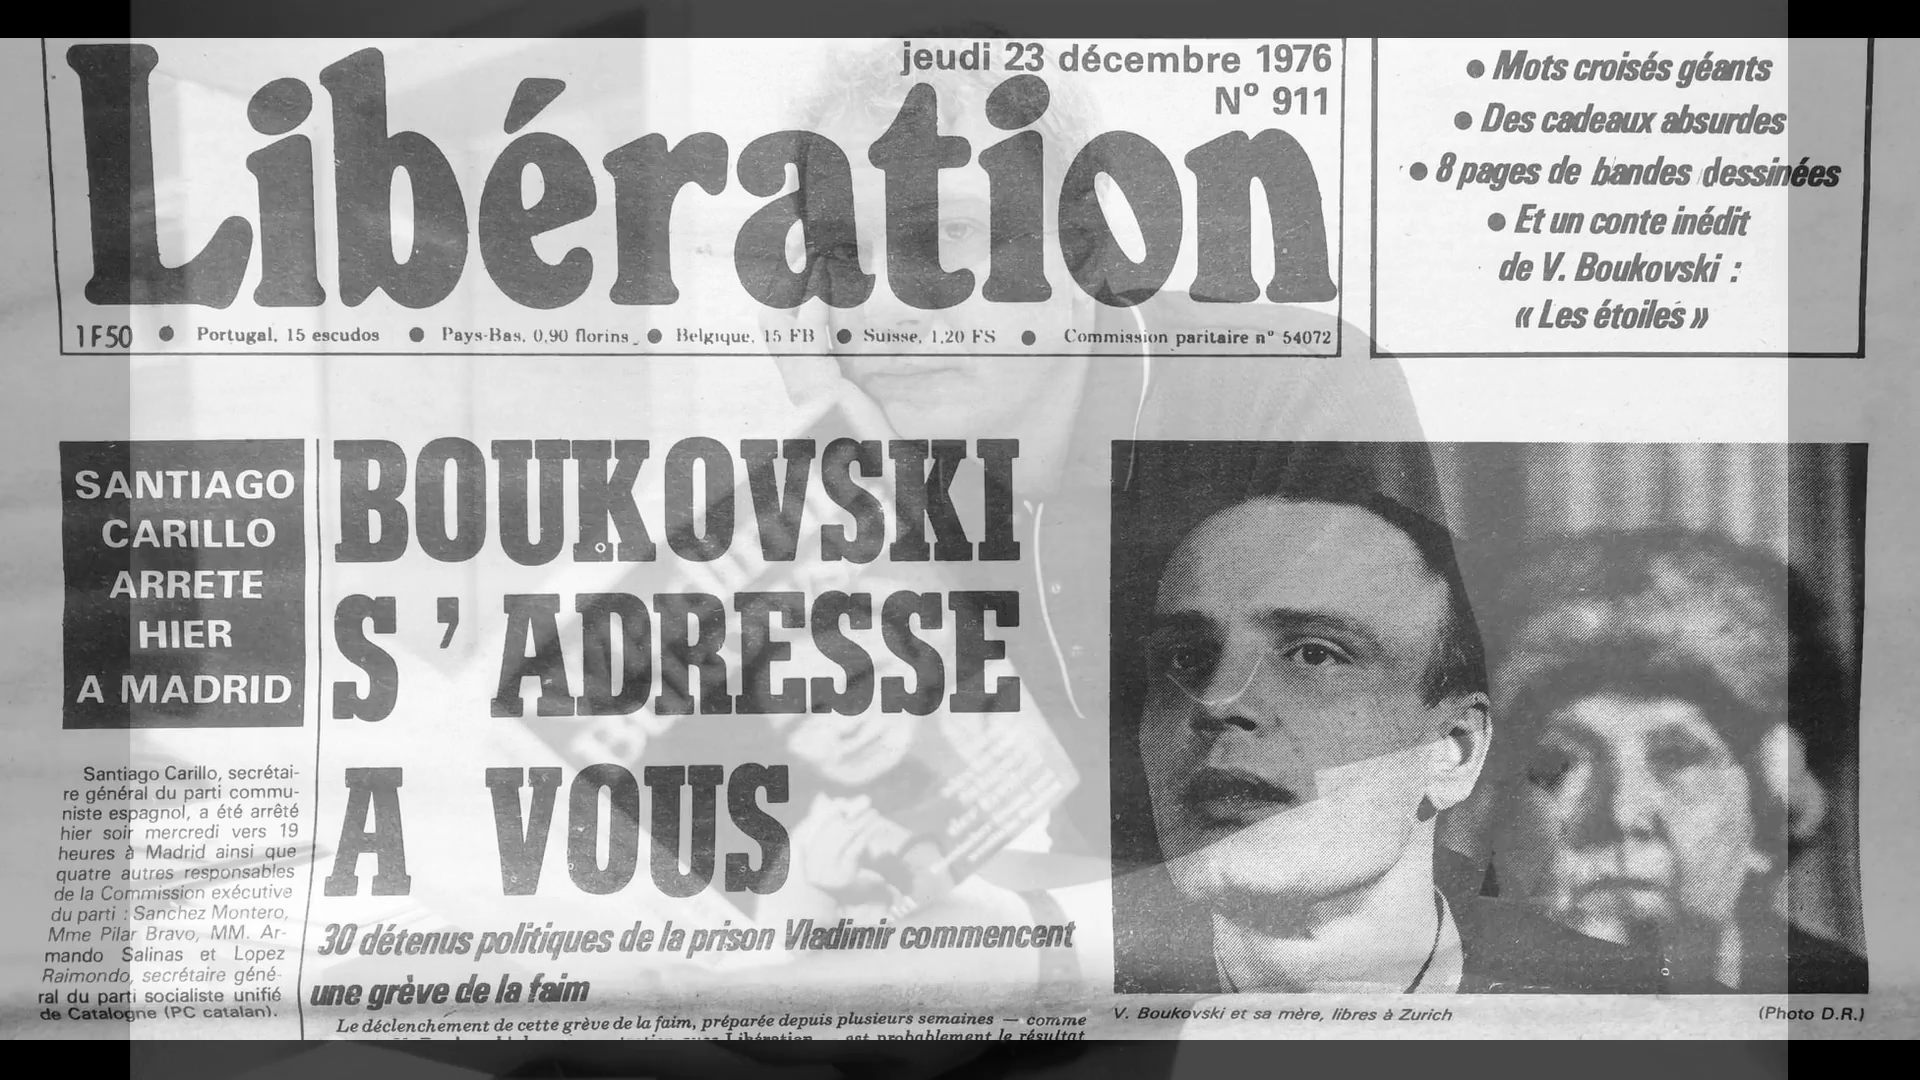 jeudi 23 décembre 1976
N° 911
Libération
1F50 ● Portugal, 15 escudos ● Pays-Bas, 0,90 florins ● Belgique, 15 FB ● Suisse, 1,20 FS ● Commission paritaire n° 54072
● Mots croisés géants
● Des cadeaux absurdes
● 8 pages de bandes dessinées
● Et un conte inédit
de V. Boukovski :
« Les étoiles »
SANTIAGO
CARILLO
ARRETE
HIER
A MADRID
Santiago Carillo, secrétai-
re général du parti commu-
niste espagnol, a été arrêté
hier soir mercredi vers 19
heures à Madrid ainsi que
quatre autres responsables
de la Commission exécutive
du parti : Sanchez Montero,
Mme Pilar Bravo, MM. Ar-
mando Salinas et Lopez
Raimondo, secrétaire géné-
ral du parti socialiste unifié
de Catalogne (PC catalan).
BOUKOVSKI
S'ADRESSE
A VOUS
30 détenus politiques de la prison Vladimir commencent
une grève de la faim
Le déclenchement de cette grève de la faim, préparée depuis plusieurs semaines — comme
Libération est probablement le résultat
V. Boukovski et sa mère, libres à Zurich
(Photo D.R.)